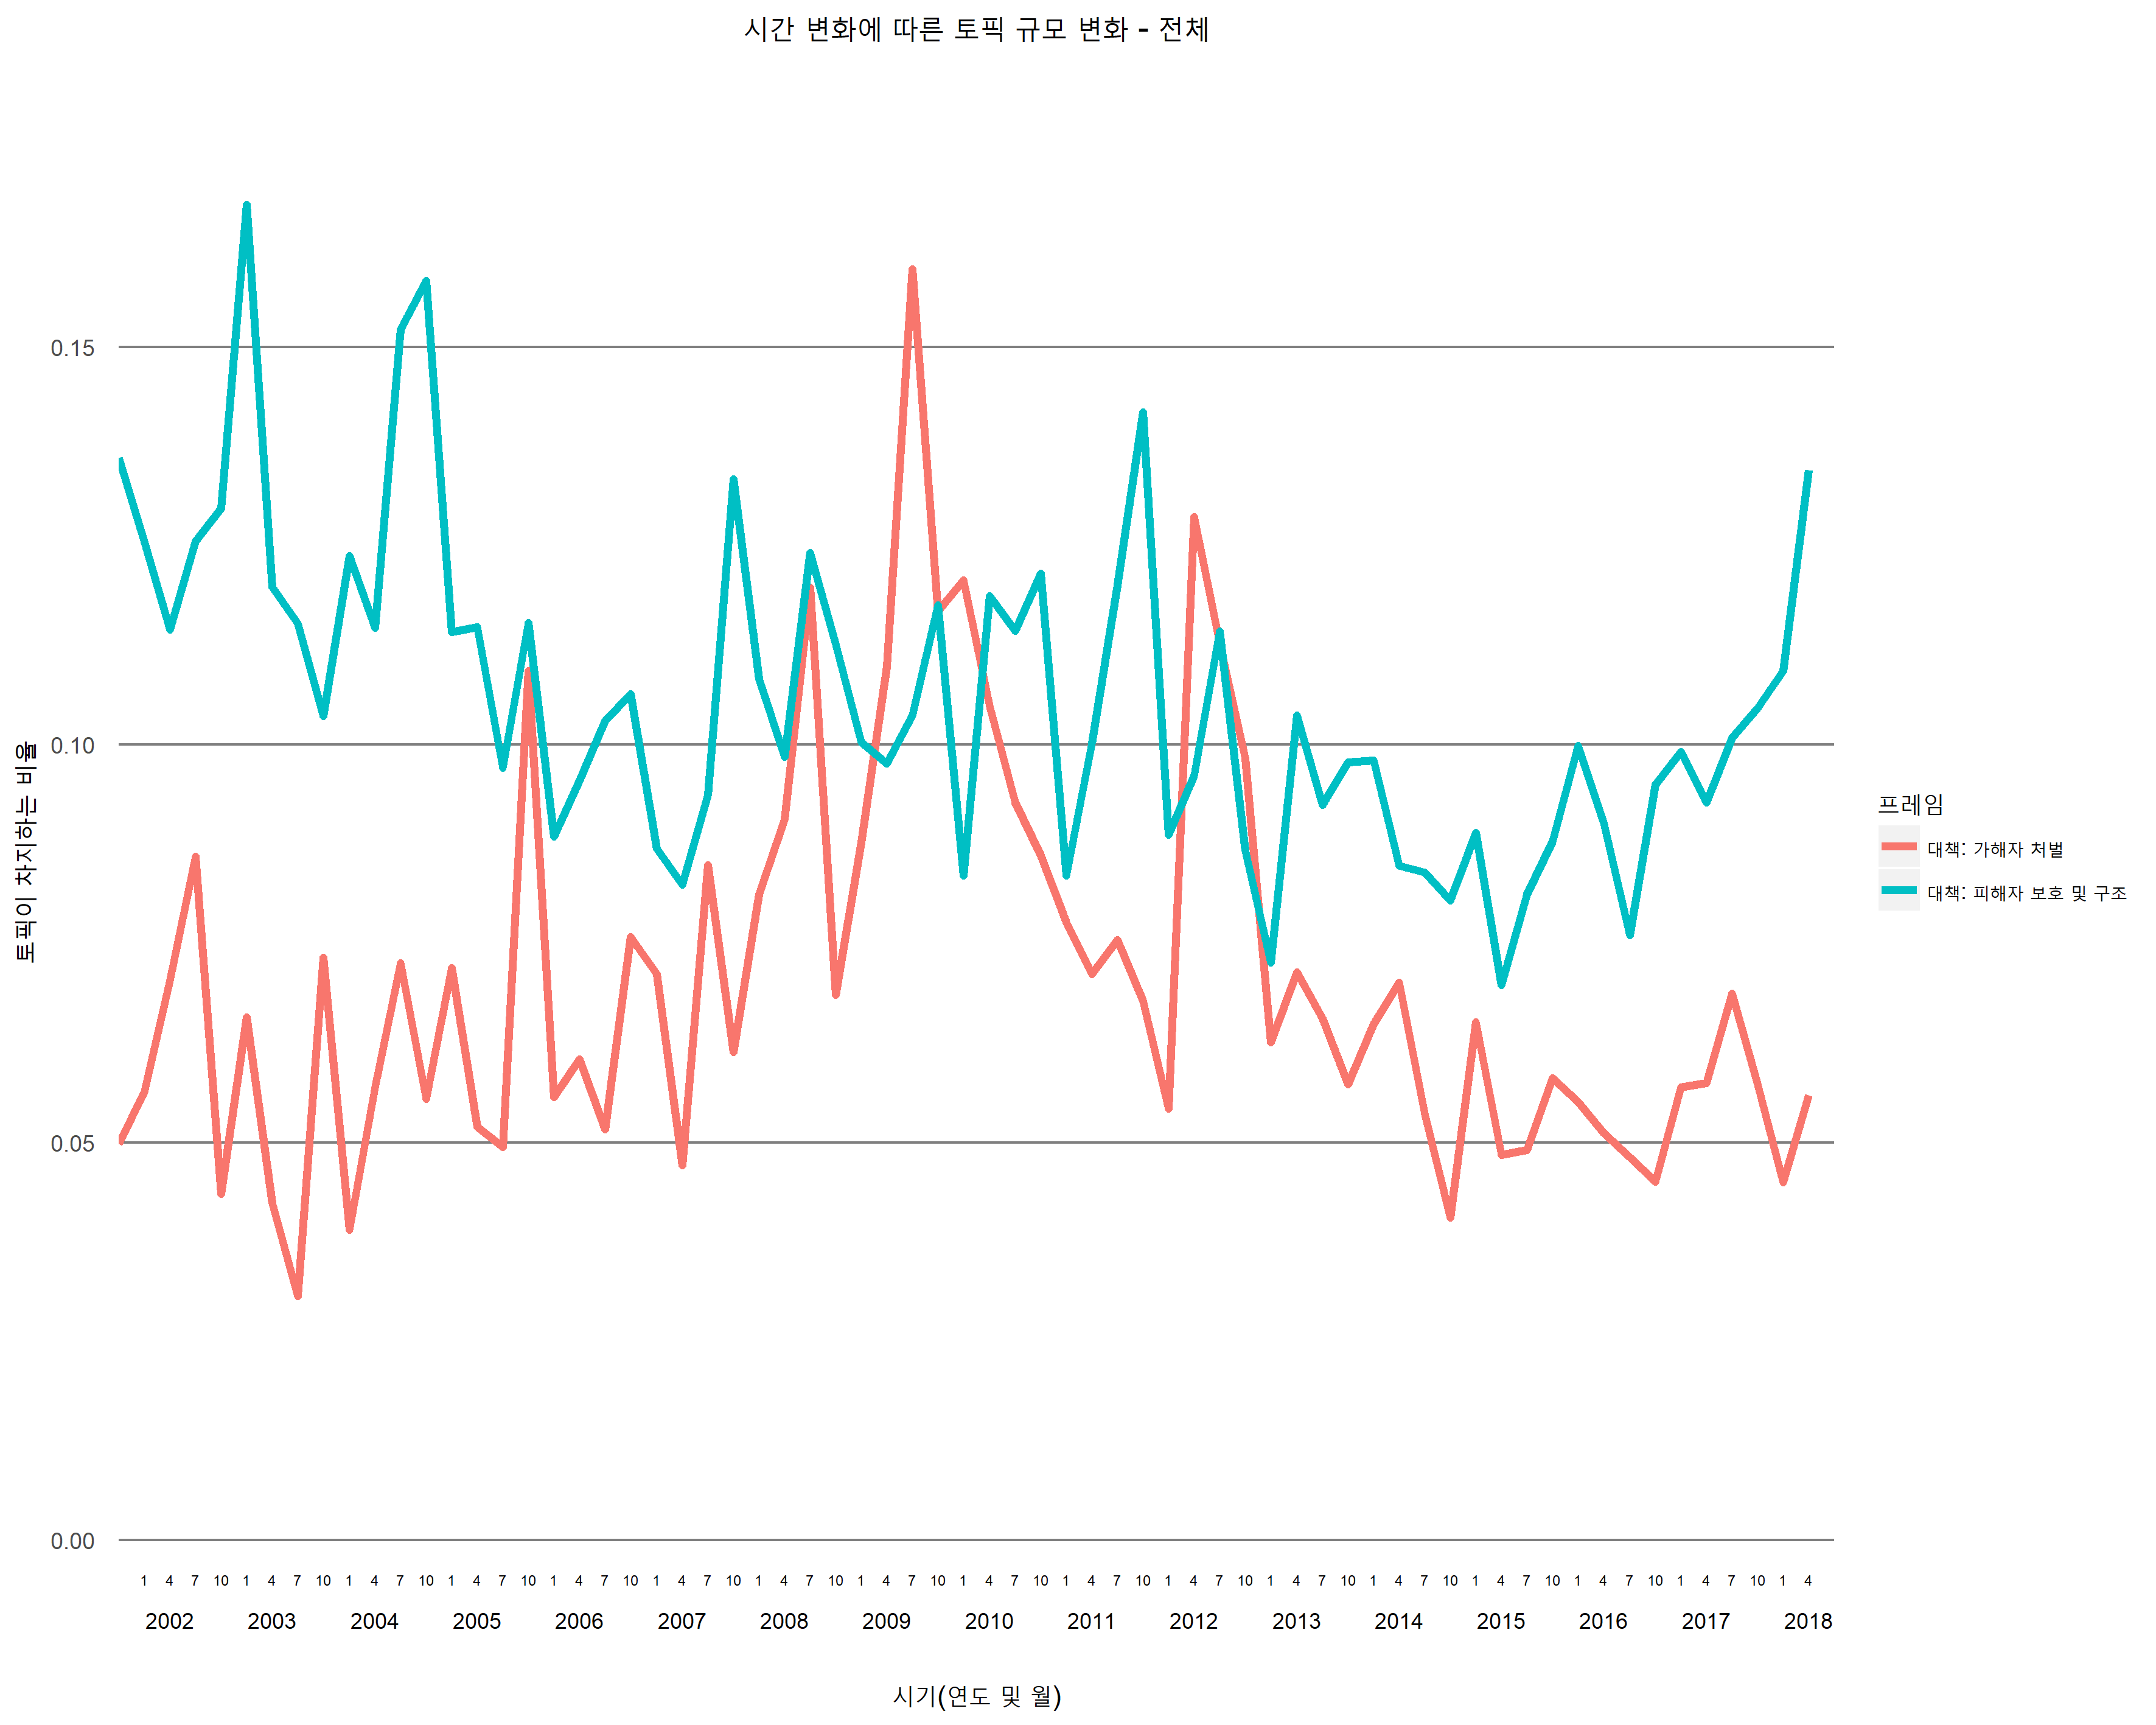 시간 변화에 따른 토픽 규모 변화 - 전체
토픽이 차지하는 비율
0.15
0.10
0.05
0.00
프레임
대책: 가해자 처벌
대책: 피해자 보호 및 구조
1 4 7 10 1 4 7 10 1 4 7 10 1 4 7 10 1 4 7 10 1 4 7 10 1 4 7 10 1 4 7 10 1 4 7 10 1 4 7 10 1 4 7 10 1 4 7 10 1 4 7 10 1 4 7 10 1 4 7 10 1 4 7 10 1 4
2002 2003 2004 2005 2006 2007 2008 2009 2010 2011 2012 2013 2014 2015 2016 2017 2018
시기(연도 및 월)